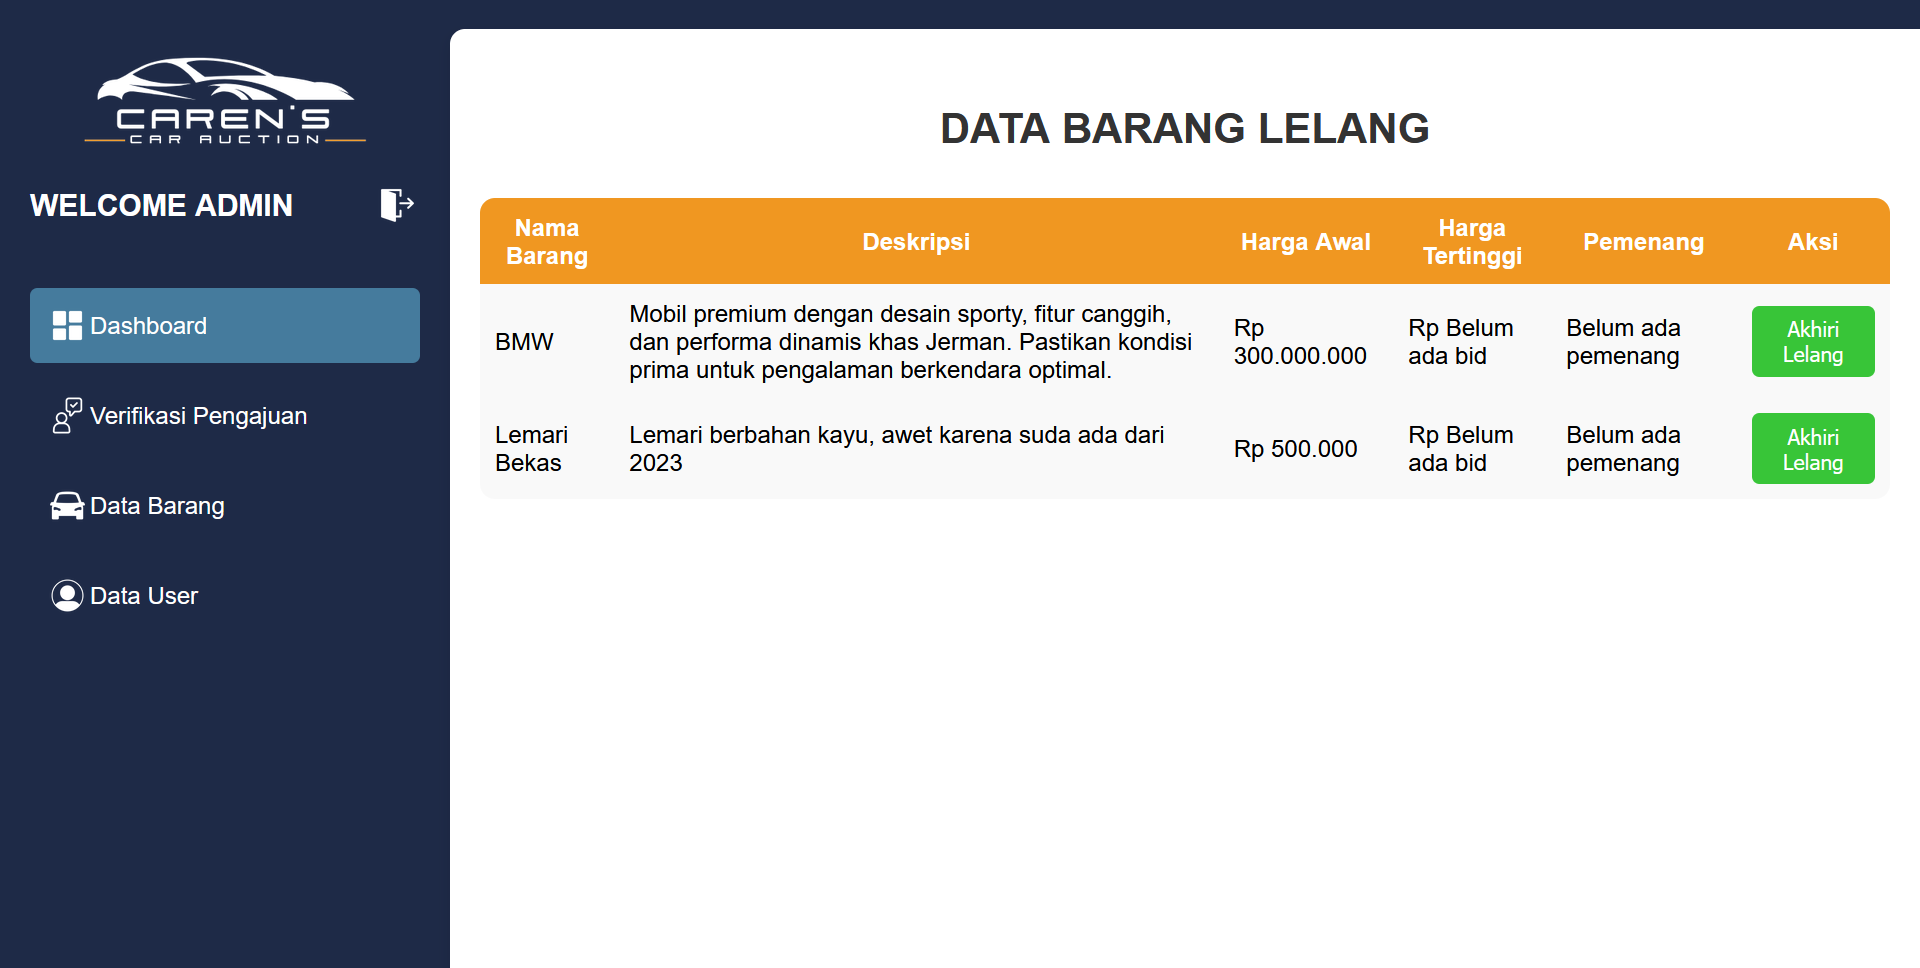 CAREN'S
CAR AUCTION
WELCOME ADMIN
Dashboard
Verifikasi Pengajuan
Data Barang
Data User
DATA BARANG LELANG
Nama
Barang
Deskripsi
Harga Awal
Harga
Tertinggi
Pemenang
Aksi
BMW
Mobil premium dengan desain sporty, fitur canggih,
dan performa dinamis khas Jerman. Pastikan kondisi
prima untuk pengalaman berkendara optimal.
Rp
300.000.000
Rp Belum
ada bid
Belum ada
pemenang
Akhiri
Lelang
Lemari
Bekas
Lemari berbahan kayu, awet karena suda ada dari
2023
Rp 500.000
Rp Belum
ada bid
Belum ada
pemenang
Akhiri
Lelang